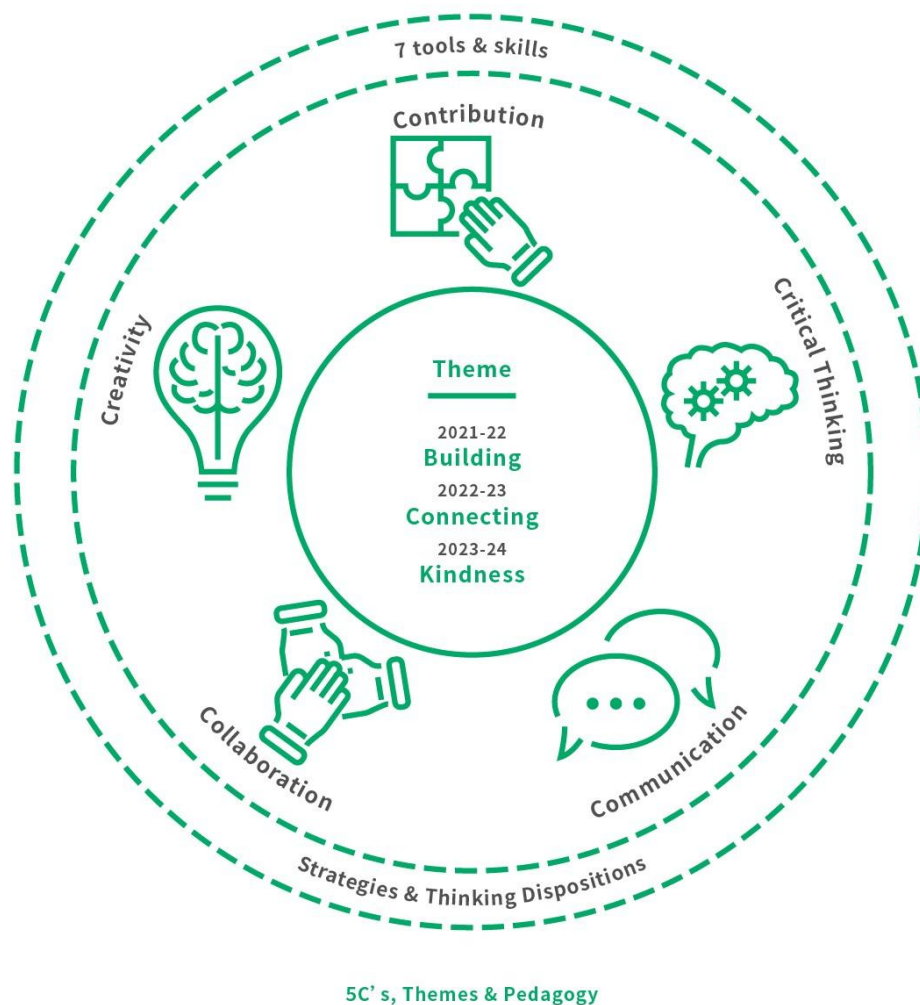 7 tools & skills
Contribution
Creativity
Critical Thinking
Theme
2021-22
Building
2022-23
Connecting
2023-24
Kindness
Collaboration
Communication
Strategies & Thinking Dispositions
5C's, Themes & Pedagogy